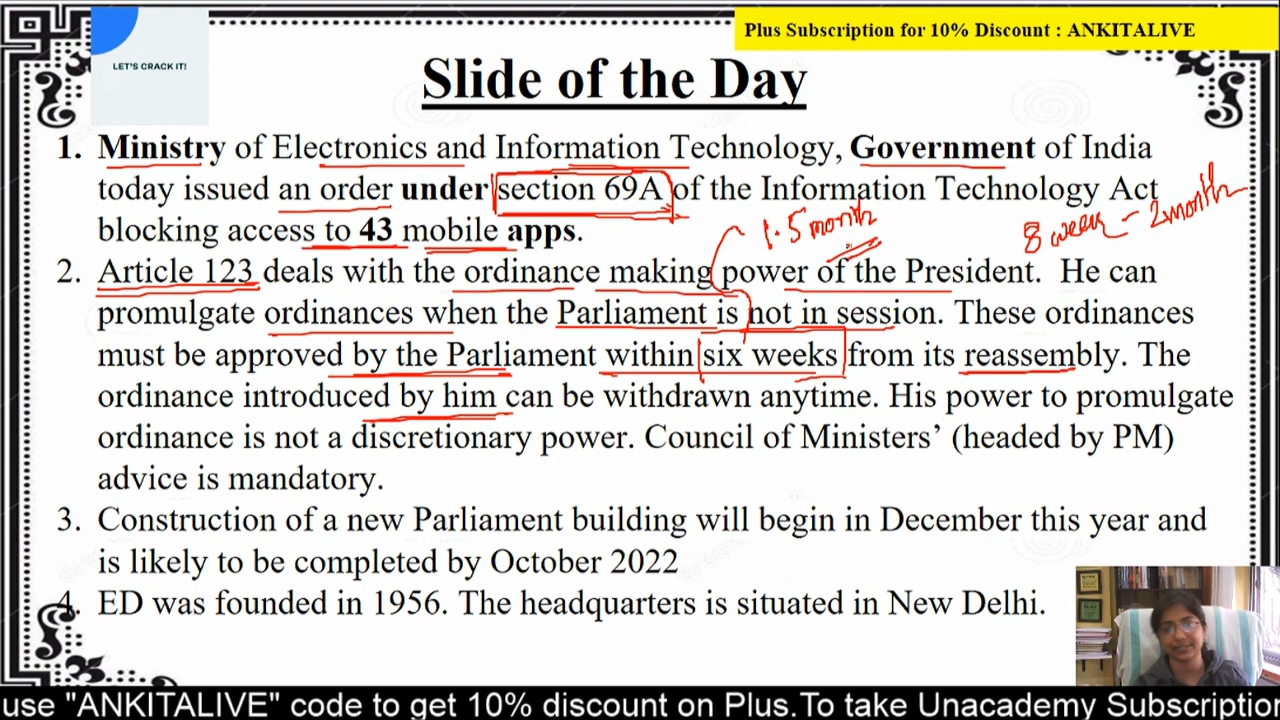 Plus Subscription for 10% Discount : ANKITALIVE
LET'S CRACK IT!
Slide of the Day
1. Ministry of Electronics and Information Technology, Government of India
today issued an order under section 69A of the Information Technology Act
blocking access to 43 mobile apps.
1.5 month
8 week - 2 month
2. Article 123 deals with the ordinance making power of the President. He can
promulgate ordinances when the Parliament is not in session. These ordinances
must be approved by the Parliament within six weeks from its reassembly. The
ordinance introduced by him can be withdrawn anytime. His power to promulgate
ordinance is not a discretionary power. Council of Ministers' (headed by PM)
advice is mandatory.
3. Construction of a new Parliament building will begin in December this year and
is likely to be completed by October 2022
4. ED was founded in 1956. The headquarters is situated in New Delhi.
use "ANKITALIVE" code to get 10% discount on Plus.To take Unacademy Subscription